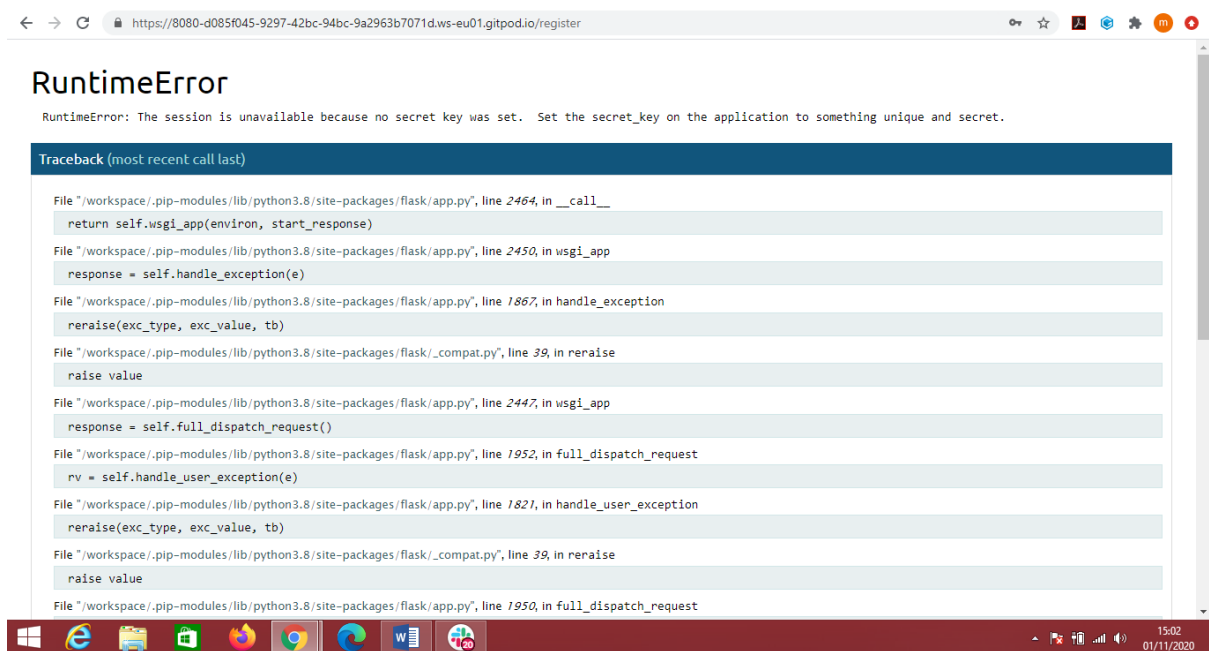 https://8080-d085f045-9297-42bc-94bc-9a2963b7071d.ws-eu01.gitpod.io/register
m
RuntimeError
RuntimeError: The session is unavailable because no secret key was set.  Set the secret_key on the application to something unique and secret.
Traceback (most recent call last)
File "/workspace/.pip-modules/lib/python3.8/site-packages/flask/app.py", line 2464, in __call__
return self.wsgi_app(environ, start_response)
File "/workspace/.pip-modules/lib/python3.8/site-packages/flask/app.py", line 2450, in wsgi_app
response = self.handle_exception(e)
File "/workspace/.pip-modules/lib/python3.8/site-packages/flask/app.py", line 1867, in handle_exception
reraise(exc_type, exc_value, tb)
File "/workspace/.pip-modules/lib/python3.8/site-packages/flask/_compat.py", line 39, in reraise
raise value
File "/workspace/.pip-modules/lib/python3.8/site-packages/flask/app.py", line 2447, in wsgi_app
response = self.full_dispatch_request()
File "/workspace/.pip-modules/lib/python3.8/site-packages/flask/app.py", line 1952, in full_dispatch_request
rv = self.handle_user_exception(e)
File "/workspace/.pip-modules/lib/python3.8/site-packages/flask/app.py", line 1821, in handle_user_exception
reraise(exc_type, exc_value, tb)
File "/workspace/.pip-modules/lib/python3.8/site-packages/flask/_compat.py", line 39, in reraise
raise value
File "/workspace/.pip-modules/lib/python3.8/site-packages/flask/app.py", line 1950, in full_dispatch_request
W
20
15:02
01/11/2020